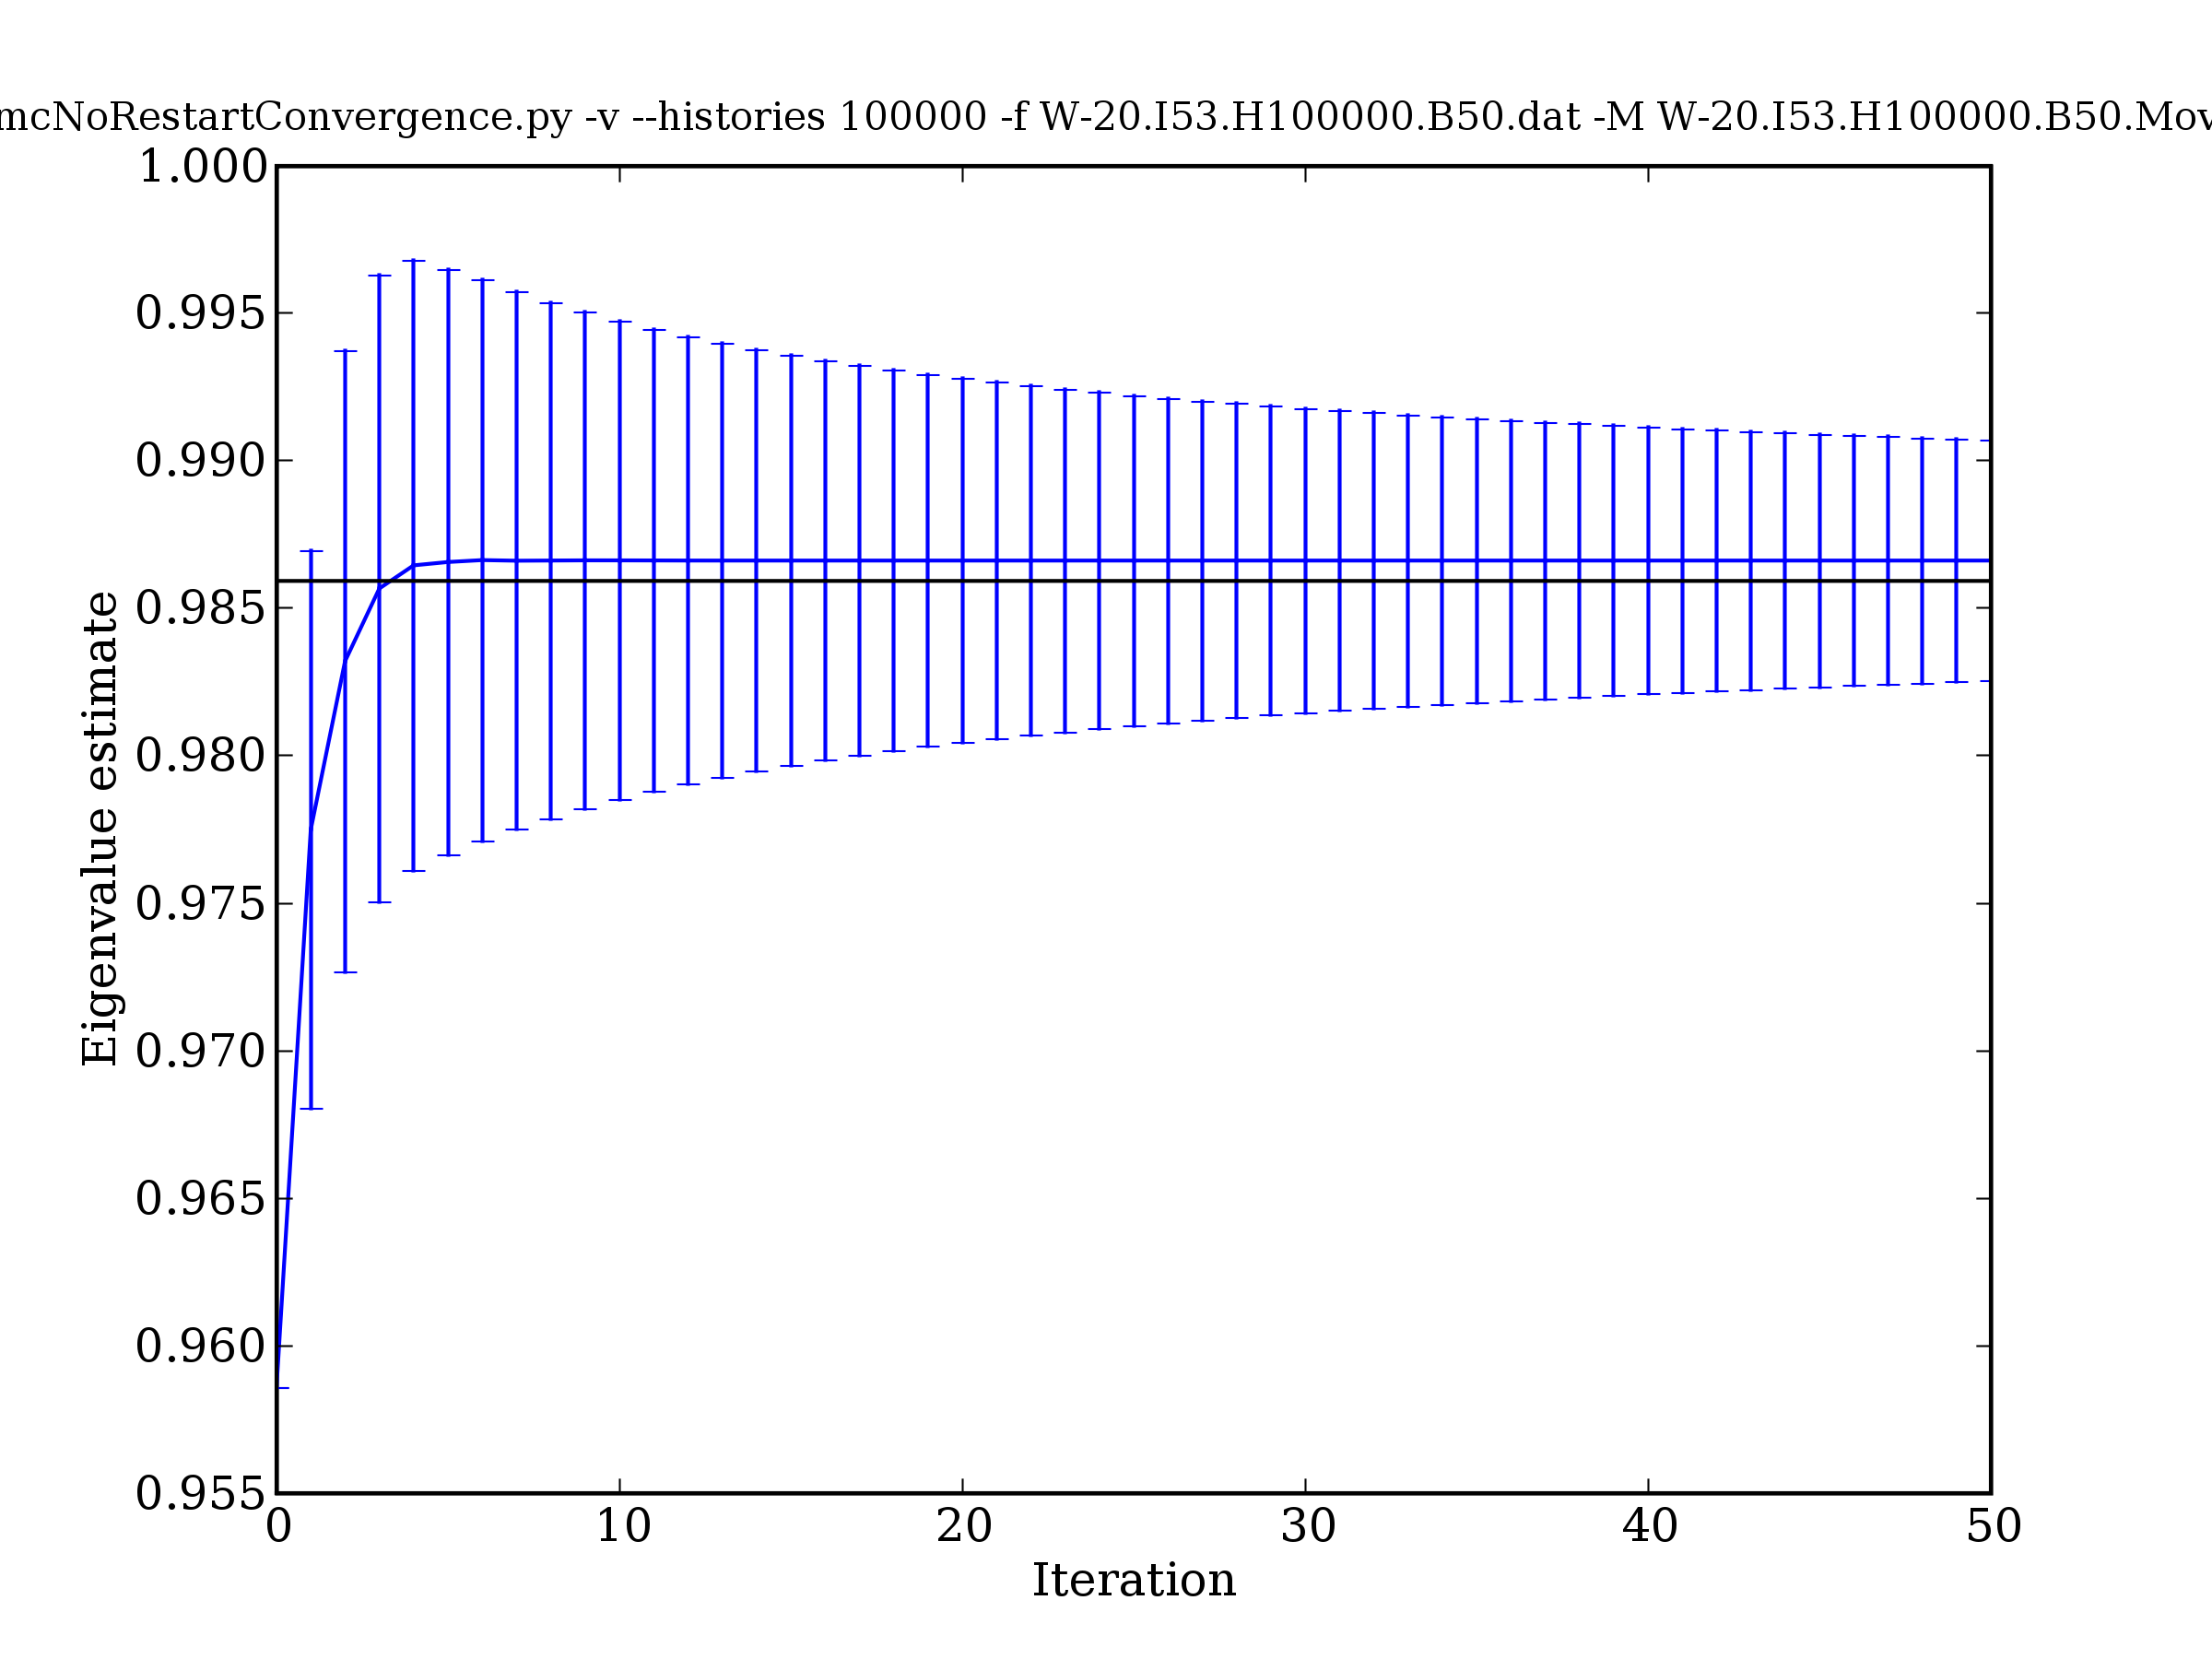 mcNoRestartConvergence.py -v --histories 100000 -f W-20.I53.H100000.B50.dat -M W-20.I53.H100000.B50.Mov
1.000
0.995
0.990
0.985
0.980
0.975
0.970
0.965
0.960
0.955
Eigenvalue estimate
0 10 20 30 40 50
Iteration